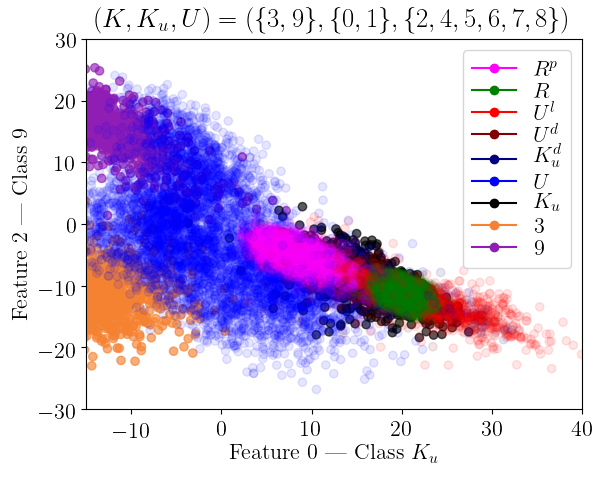 (K, K_u, U) = ({3, 9}, {0, 1}, {2, 4, 5, 6, 7, 8})
30
20
10
0
−10
−20
−30
−10
0
10
20
30
40
Feature 2 — Class 9
Feature 0 — Class K_u
R^p
R
U^l
U^d
K_u^d
U
K_u
3
9